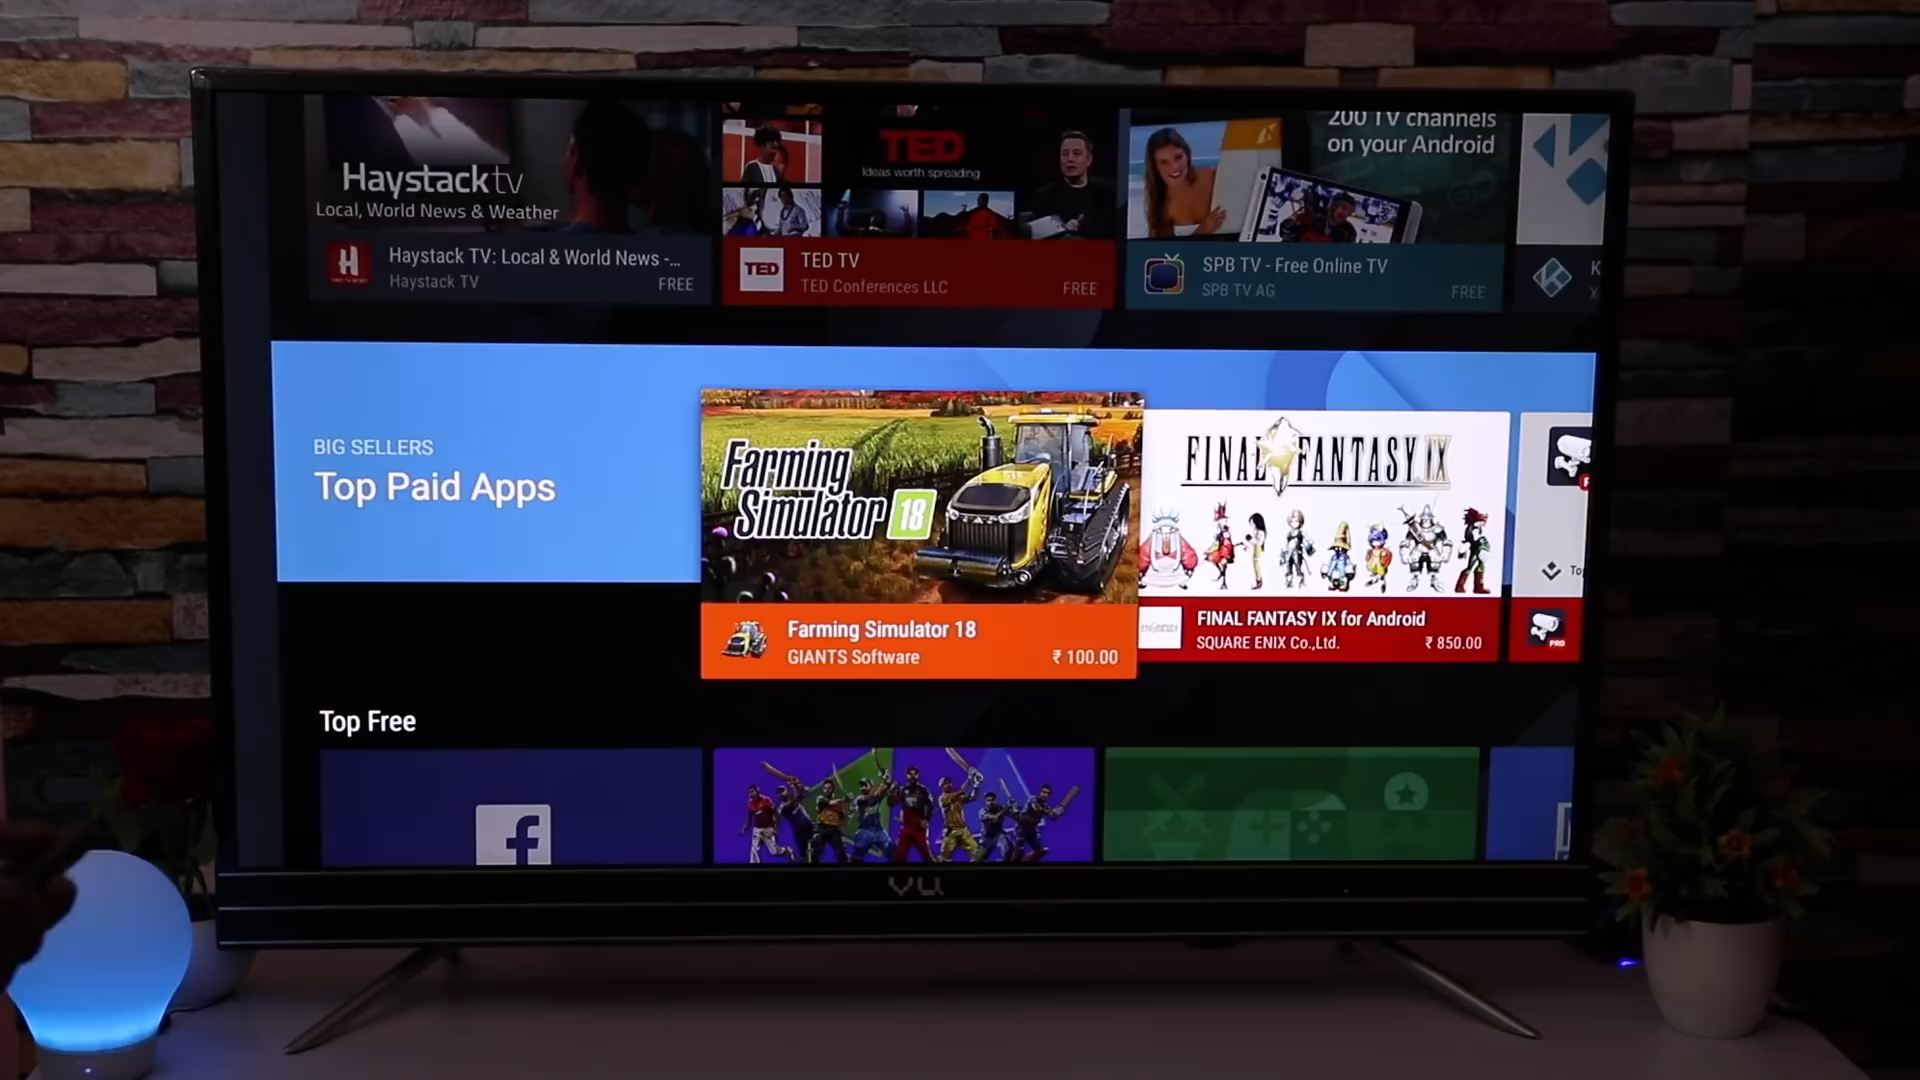 Haystack tv
Local, World News & Weather
Haystack TV: Local & World News -...
Haystack TV
FREE
TED
Ideas worth spreading
TED
TED TV
TED Conferences LLC
FREE
200 TV channels
on your Android
SPB TV - Free Online TV
SPB TV AG
FREE
K
X
BIG SELLERS
Top Paid Apps
Farming
Simulator 18
Farming Simulator 18
GIANTS Software
₹ 100.00
FINAL FANTASY IX
FINAL FANTASY IX for Android
SQUARE ENIX Co.,Ltd.
₹ 850.00
To
PRO
Top Free
f
VU